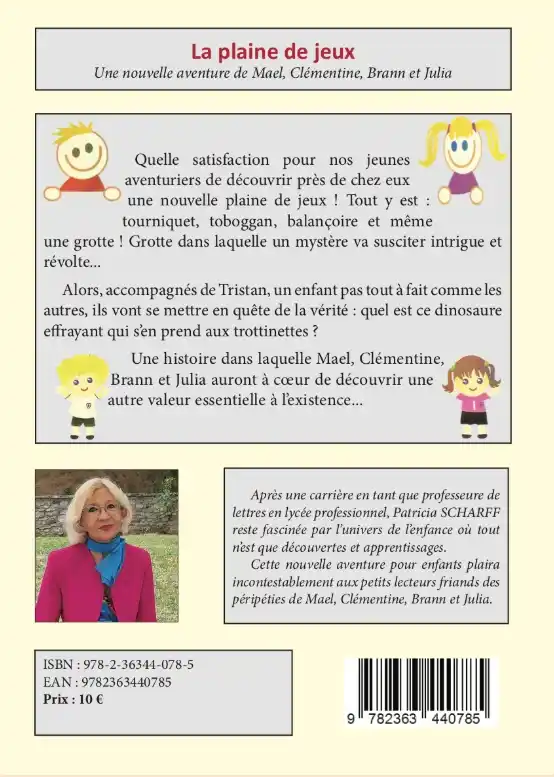 La plaine de jeux
Une nouvelle aventure de Mael, Clémentine, Brann et Julia
Quelle satisfaction pour nos jeunes
aventuriers de découvrir près de chez eux
une nouvelle plaine de jeux ! Tout y est :
tourniquet, toboggan, balançoire et même
une grotte ! Grotte dans laquelle un mystère va susciter intrigue et
révolte...
Alors, accompagnés de Tristan, un enfant pas tout à fait comme les
autres, ils vont se mettre en quête de la vérité : quel est ce dinosaure
effrayant qui s'en prend aux trottinettes ?
Une histoire dans laquelle Mael, Clémentine,
Brann et Julia auront à cœur de découvrir une
autre valeur essentielle à l'existence...
Après une carrière en tant que professeure de
lettres en lycée professionnel, Patricia SCHARFF
reste fascinée par l'univers de l'enfance où tout
n'est que découvertes et apprentissages.
Cette nouvelle aventure pour enfants plaira
incontestablement aux petits lecteurs friands des
péripéties de Mael, Clémentine, Brann et Julia.
ISBN : 978-2-36344-078-5
EAN : 9782363440785
Prix : 10 €
9 782363 440785